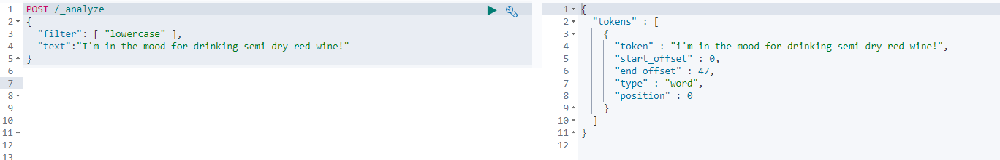 1 POST /_analyze
2 {
3 "filter": [ "lowercase" ],
4 "text":"I'm in the mood for drinking semi-dry red wine!"
5 }
6
7
8
9
10
11
12
13
1 {
2 "tokens" : [
3 {
4 "token" : "i'm in the mood for drinking semi-dry red wine!",
5 "start_offset" : 0,
6 "end_offset" : 47,
7 "type" : "word",
8 "position" : 0
9 }
10 ]
11 }
12